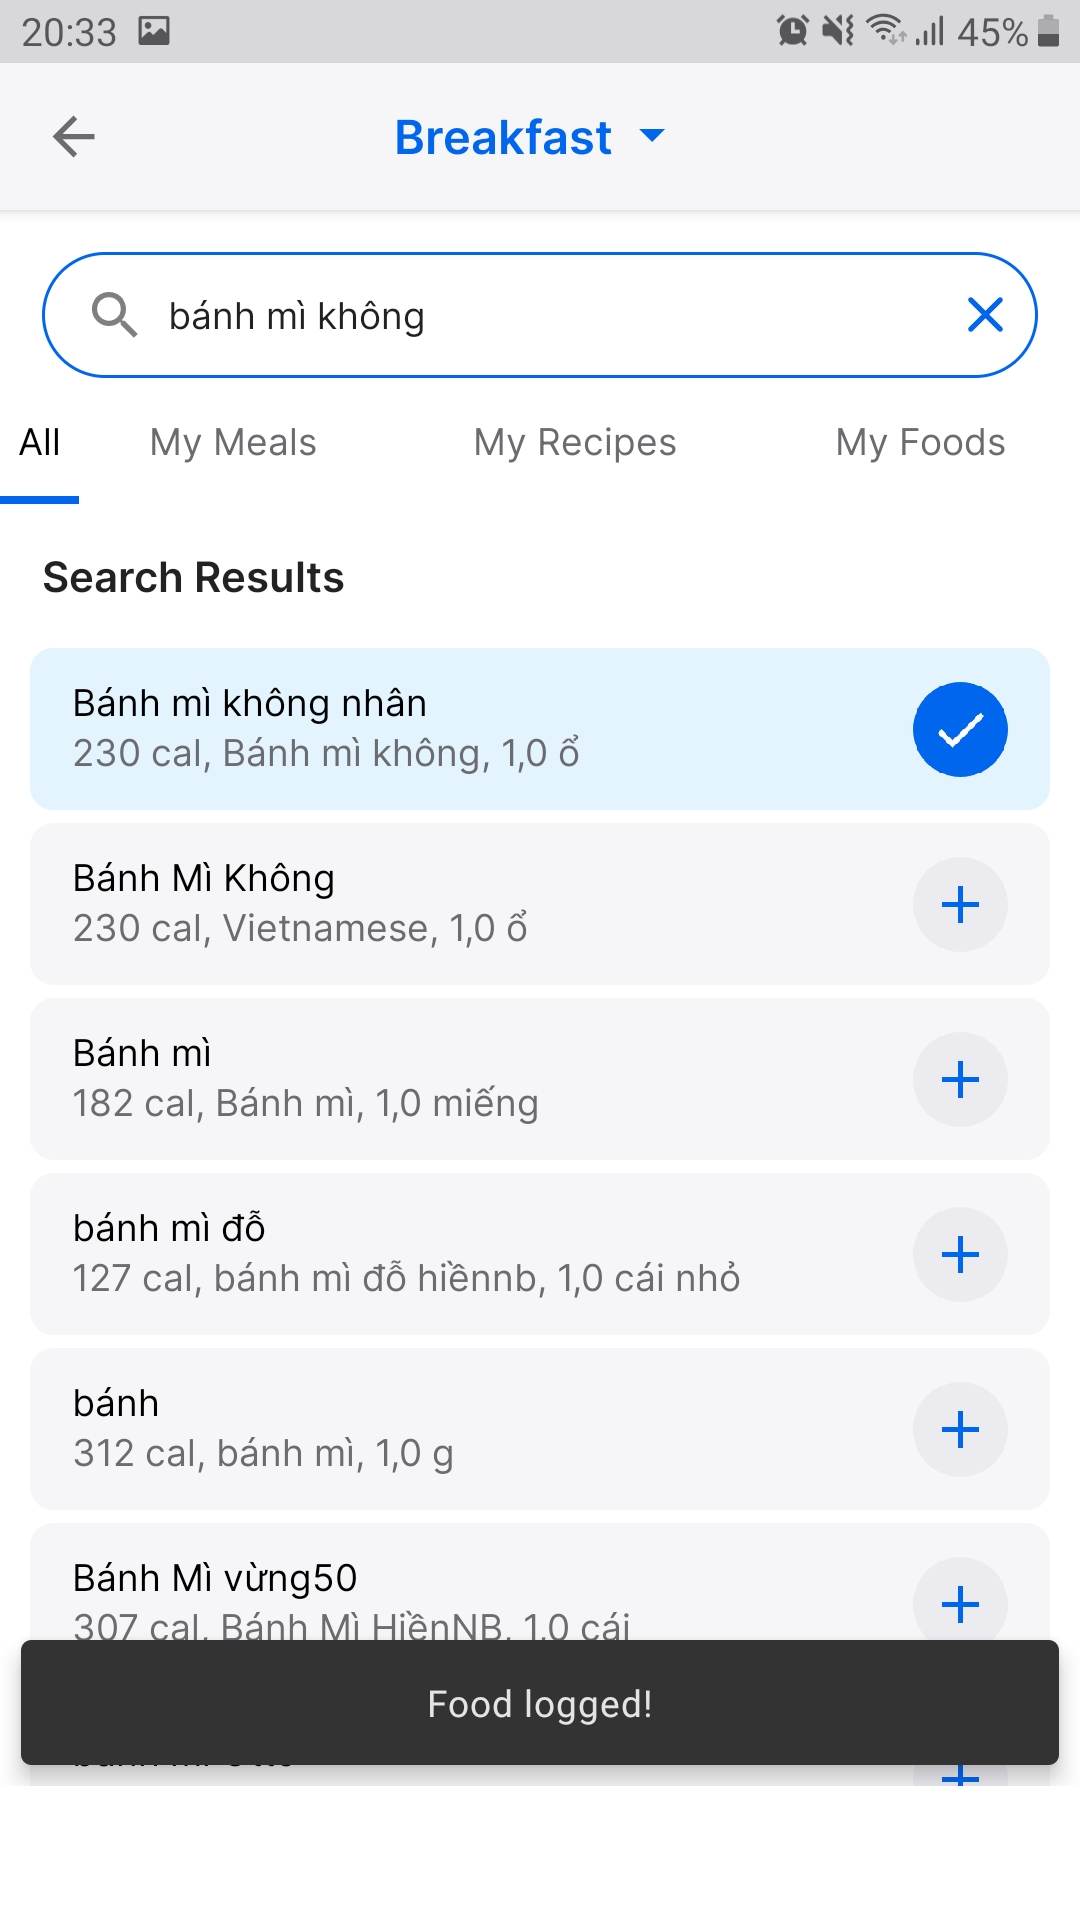 20:33 45%
Breakfast
bánh mì không
All My Meals My Recipes My Foods
Search Results
Bánh mì không nhân
230 cal, Bánh mì không, 1,0 ổ
Bánh Mì Không
230 cal, Vietnamese, 1,0 ổ
Bánh mì
182 cal, Bánh mì, 1,0 miếng
bánh mì đỗ
127 cal, bánh mì đỗ hiềnnb, 1,0 cái nhỏ
bánh
312 cal, bánh mì, 1,0 g
Bánh Mì vừng50
307 cal, Bánh Mì HiềnNB, 1,0 cái
Food logged!